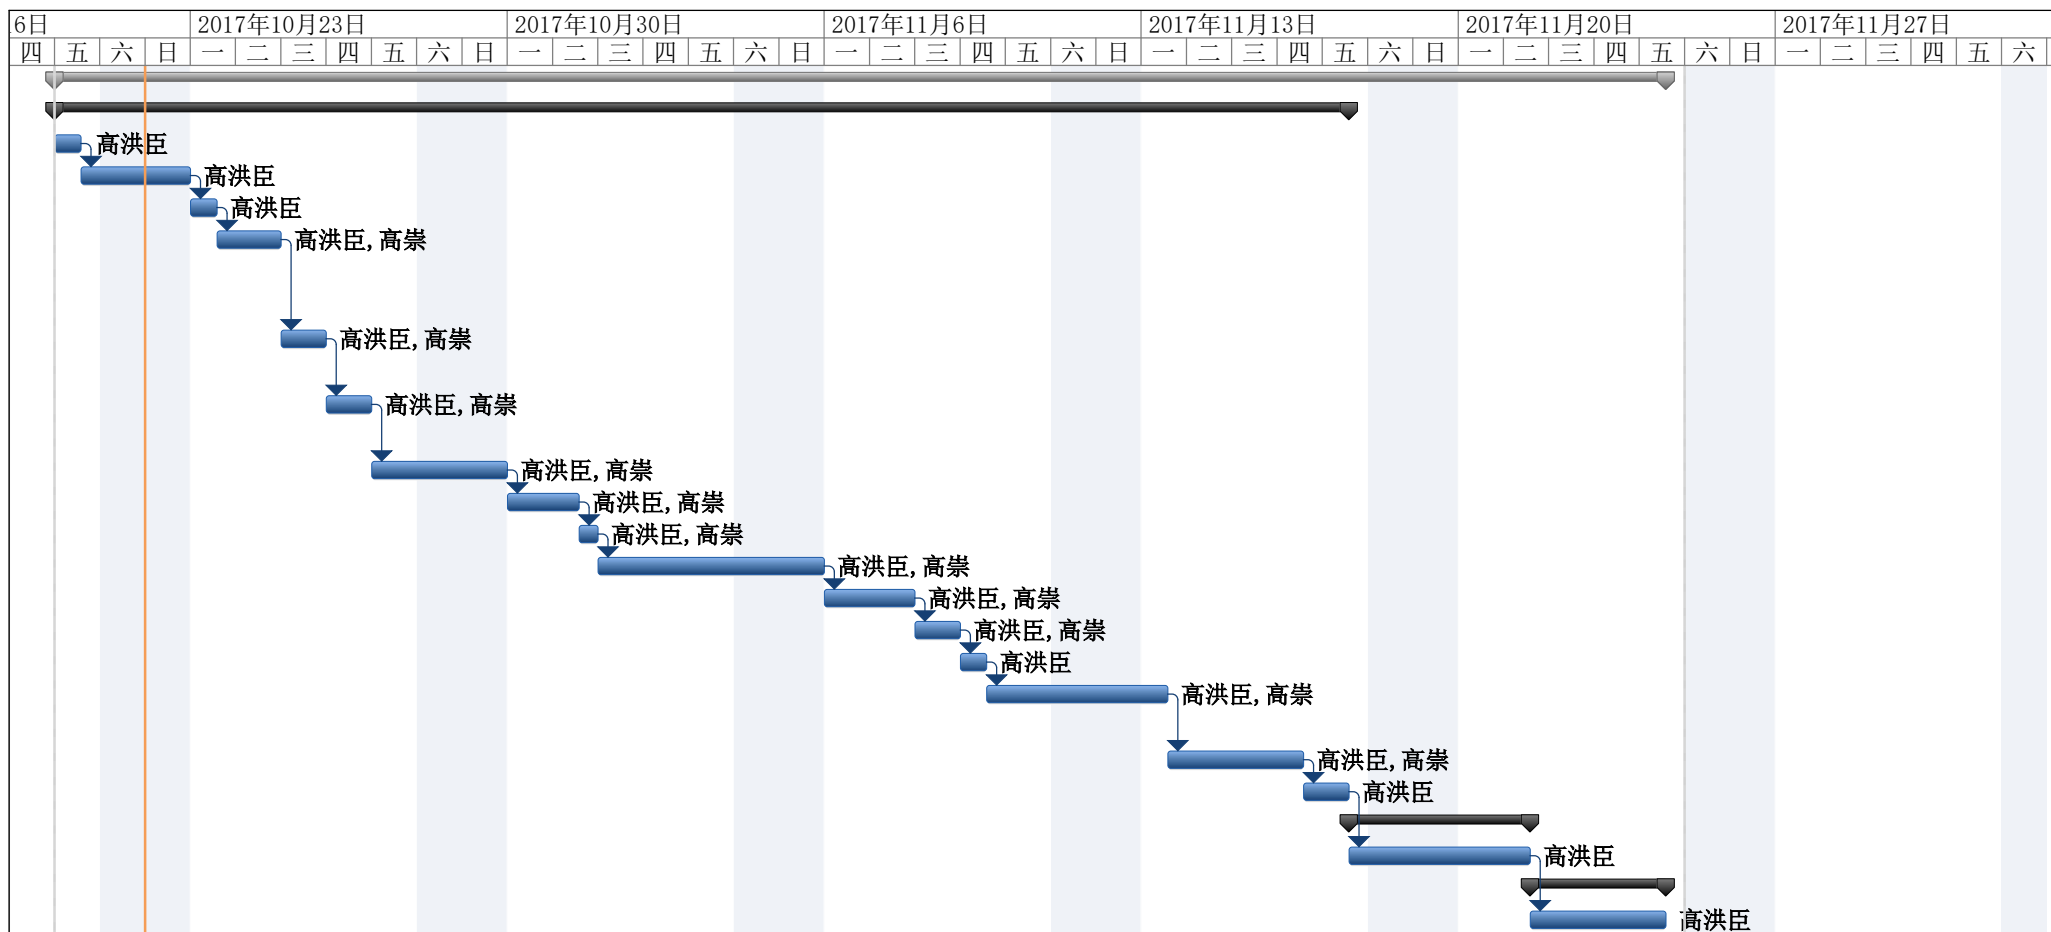 6日 2017年10月23日 2017年10月30日 2017年11月6日 2017年11月13日 2017年11月20日 2017年11月27日
四 五 六 日 一 二 三 四 五 六 日 一 二 三 四 五 六 日 一 二 三 四 五 六 日 一 二 三 四 五 六 日 一 二 三 四 五 六 日 一 二 三 四 五 六
高洪臣
高洪臣
高洪臣
高洪臣, 高崇
高洪臣, 高崇
高洪臣, 高崇
高洪臣, 高崇
高洪臣, 高崇
高洪臣, 高崇
高洪臣, 高崇
高洪臣, 高崇
高洪臣, 高崇
高洪臣
高洪臣, 高崇
高洪臣, 高崇
高洪臣
高洪臣
高洪臣